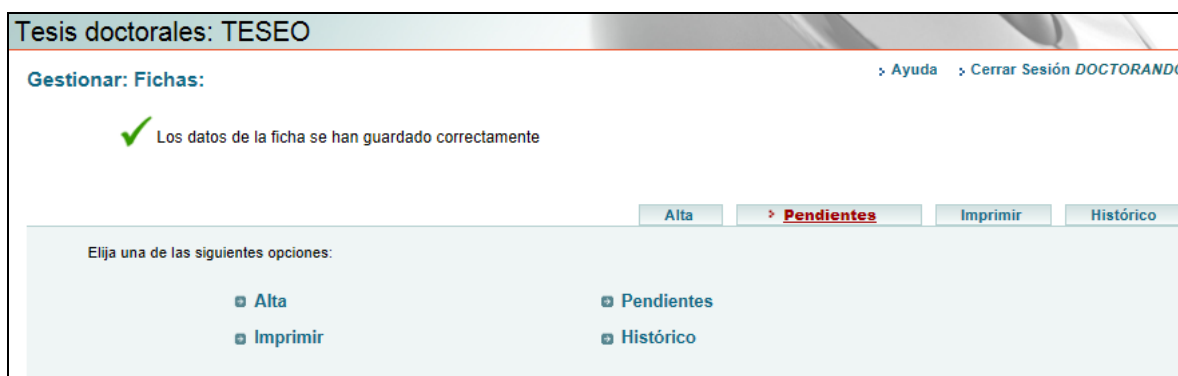 Tesis doctorales: TESEO
Ayuda Cerrar Sesión DOCTORANDO
Gestionar: Fichas:
Los datos de la ficha se han guardado correctamente
Alta Pendientes Imprimir Histórico
Elija una de las siguientes opciones:
Alta Pendientes
Imprimir Histórico